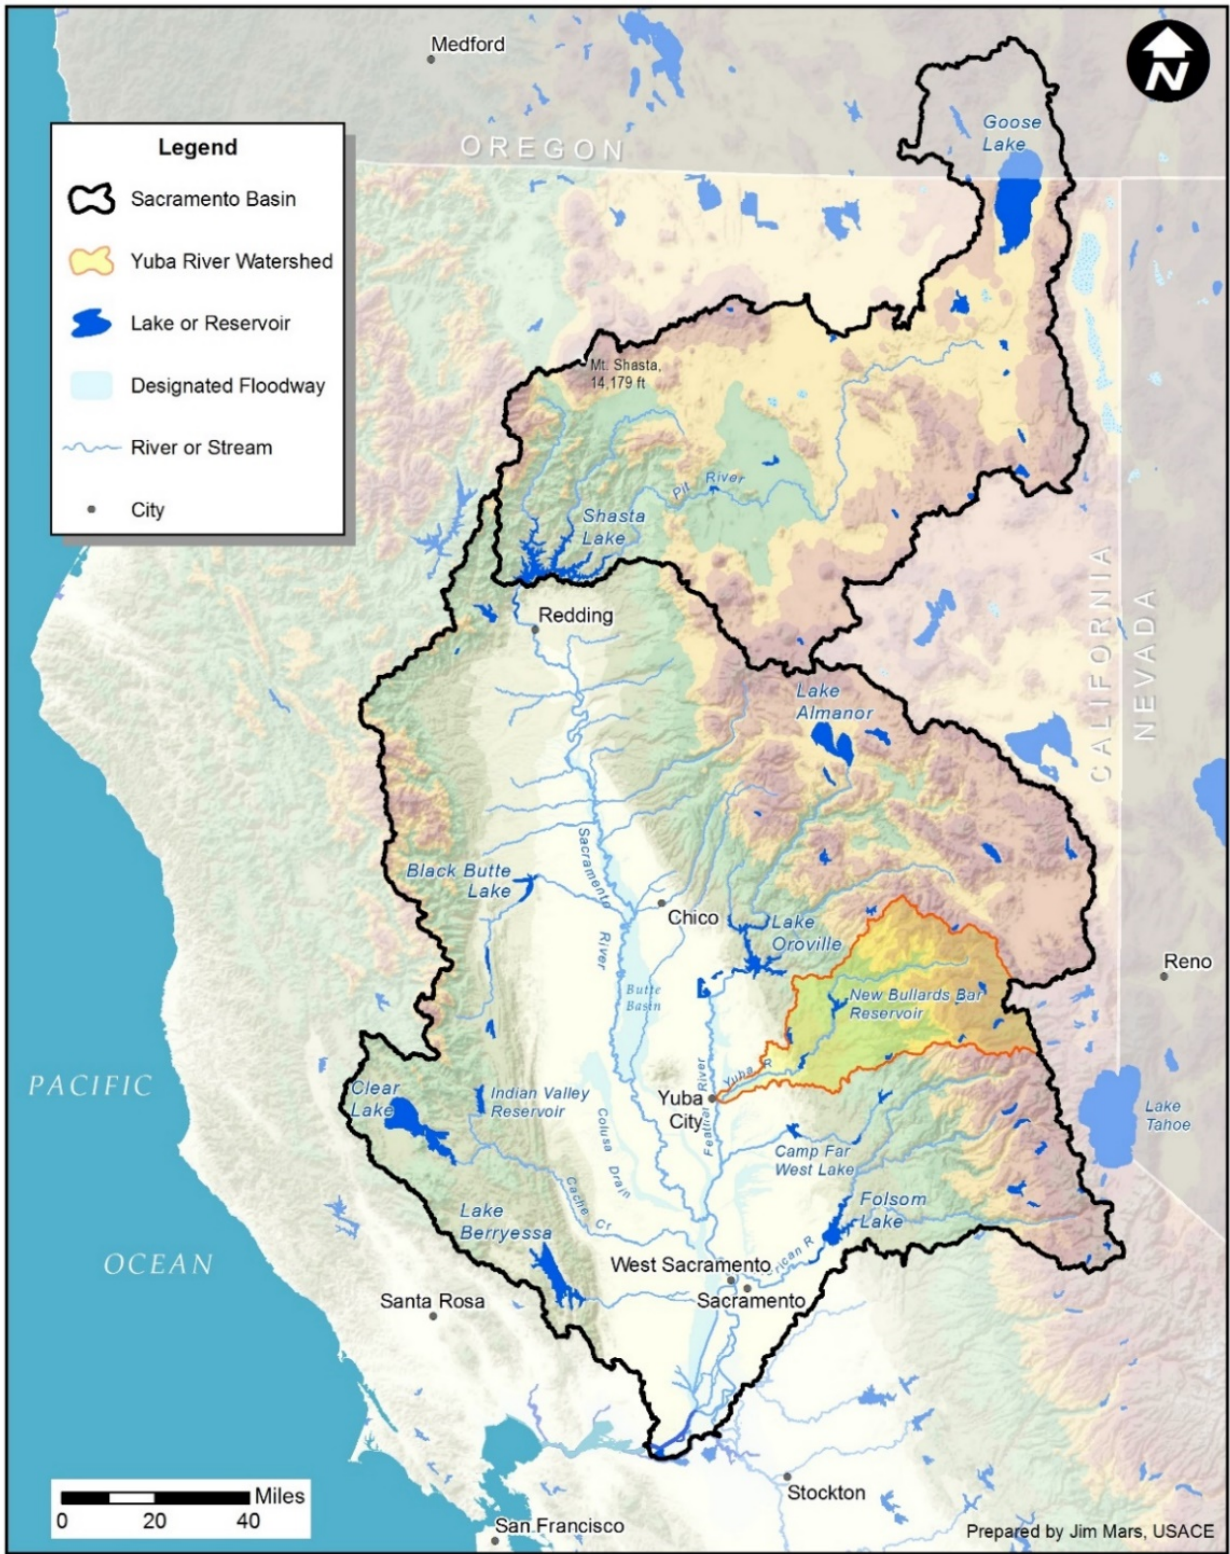 Medford
N
OREGON
Goose
Lake
Legend
Sacramento Basin
Yuba River Watershed
Lake or Reservoir
Designated Floodway
River or Stream
City
Mt. Shasta,
14,179 ft
Pit River
Shasta
Lake
Redding
CALIFORNIA
NEVADA
Lake
Almanor
Sacramento
River
Black Butte
Lake
Chico
Lake
Oroville
Reno
Butte
Basin
New Bullards Bar
Reservoir
PACIFIC
Clear
Lake
Indian Valley
Reservoir
Yuba R
Yuba
City
Feather River
Colusa Drain
Camp Far
West Lake
Lake
Tahoe
Cache Cr
Folsom
Lake
Lake
Berryessa
OCEAN
West Sacramento
rican R
Sacramento
Santa Rosa
Miles
0 20 40
Stockton
San Francisco
Prepared by Jim Mars, USACE